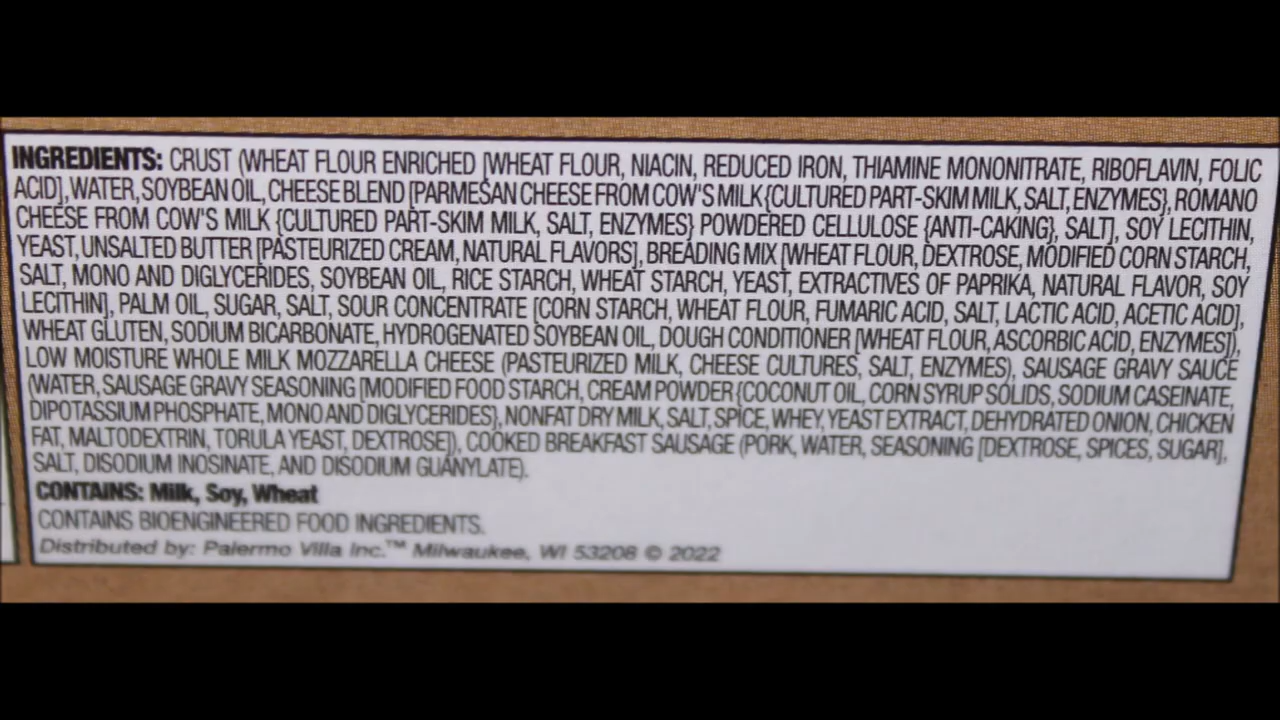 INGREDIENTS: CRUST (WHEAT FLOUR ENRICHED [WHEAT FLOUR, NIACIN, REDUCED IRON, THIAMINE MONONITRATE, RIBOFLAVIN, FOLIC
ACID], WATER, SOYBEAN OIL, CHEESE BLEND [PARMESAN CHEESE FROM COW'S MILK {CULTURED PART-SKIM MILK, SALT, ENZYMES}, ROMANO
CHEESE FROM COW'S MILK {CULTURED PART-SKIM MILK, SALT, ENZYMES} POWDERED CELLULOSE {ANTI-CAKING}, SALT], SOY LECITHIN,
YEAST, UNSALTED BUTTER [PASTEURIZED CREAM, NATURAL FLAVORS], BREADING MIX [WHEAT FLOUR, DEXTROSE, MODIFIED CORN STARCH,
SALT, MONO AND DIGLYCERIDES, SOYBEAN OIL, RICE STARCH, WHEAT STARCH, YEAST, EXTRACTIVES OF PAPRIKA, NATURAL FLAVOR, SOY
LECITHIN], PALM OIL, SUGAR, SALT, SOUR CONCENTRATE [CORN STARCH, WHEAT FLOUR, FUMARIC ACID, SALT, LACTIC ACID, ACETIC ACID],
WHEAT GLUTEN, SODIUM BICARBONATE, HYDROGENATED SOYBEAN OIL, DOUGH CONDITIONER [WHEAT FLOUR, ASCORBIC ACID, ENZYMES]),
LOW MOISTURE WHOLE MILK MOZZARELLA CHEESE (PASTEURIZED MILK, CHEESE CULTURES, SALT, ENZYMES), SAUSAGE GRAVY SAUCE
(WATER, SAUSAGE GRAVY SEASONING [MODIFIED FOOD STARCH, CREAM POWDER {COCONUT OIL, CORN SYRUP SOLIDS, SODIUM CASEINATE,
DIPOTASSIUM PHOSPHATE, MONO AND DIGLYCERIDES}, NONFAT DRY MILK, SALT, SPICE, WHEY, YEAST EXTRACT, DEHYDRATED ONION, CHICKEN
FAT, MALTODEXTRIN, TORULA YEAST, DEXTROSE]), COOKED BREAKFAST SAUSAGE (PORK, WATER, SEASONING [DEXTROSE, SPICES, SUGAR],
SALT, DISODIUM INOSINATE, AND DISODIUM GUANYLATE).
CONTAINS: Milk, Soy, Wheat
CONTAINS BIOENGINEERED FOOD INGREDIENTS.
Distributed by: Palermo Villa Inc.™ Milwaukee, WI 53208 © 2022